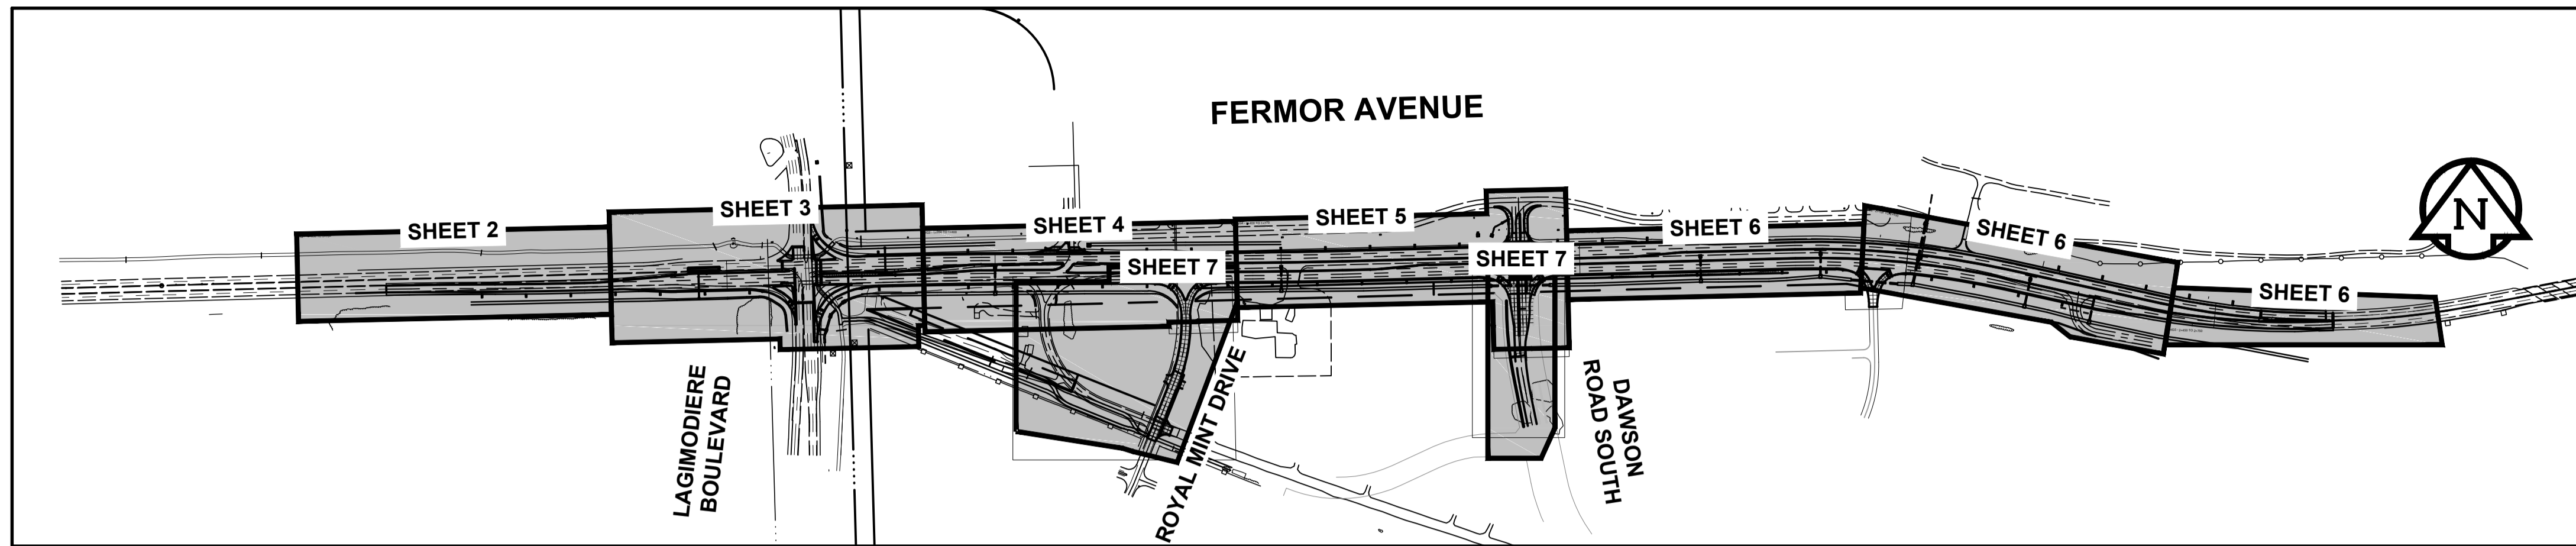 FERMOR AVENUE
SHEET 2
SHEET 3
SHEET 4
SHEET 5
SHEET 6
SHEET 6
SHEET 6
SHEET 7
SHEET 7
N
LAGIMODIERE
BOULEVARD
ROYAL MINT DRIVE
DAWSON
ROAD SOUTH